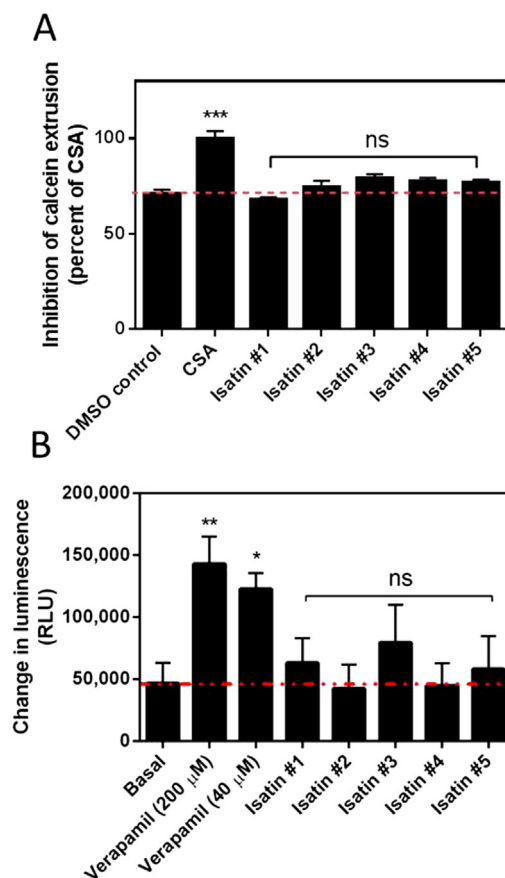 A
Inhibition of calcein extrusion
(percent of CSA)
100
50
0
***
ns
DMSO control
CSA
Isatin #1
Isatin #2
Isatin #3
Isatin #4
Isatin #5
B
Change in luminescence
(RLU)
200,000
150,000
100,000
50,000
0
**
*
ns
Basal
Verapamil (200 µM)
Verapamil (40 µM)
Isatin #1
Isatin #2
Isatin #3
Isatin #4
Isatin #5